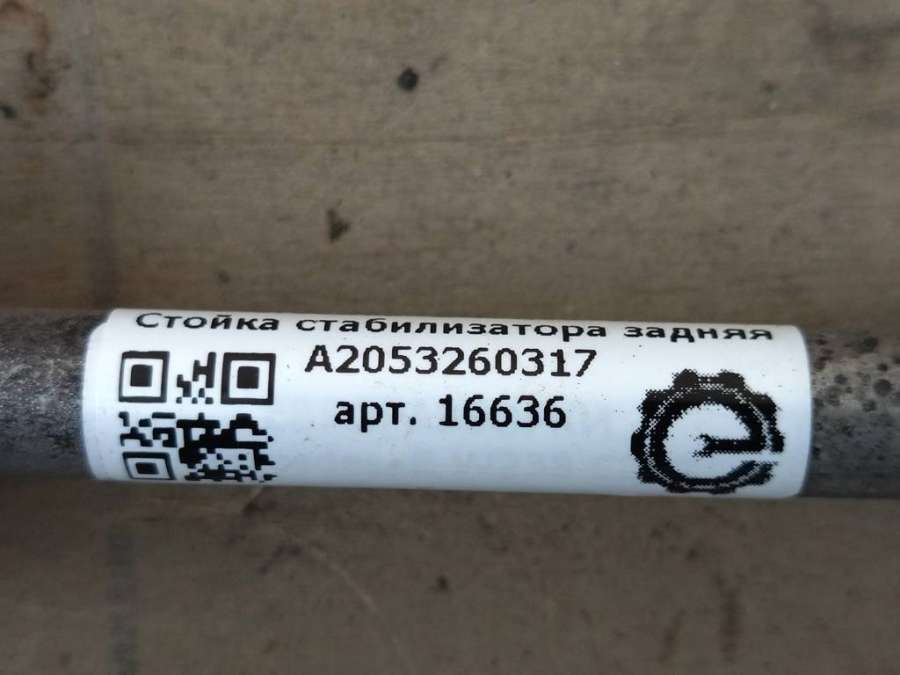 Стойка стабилизатора задняя
A2053260317
арт. 16636